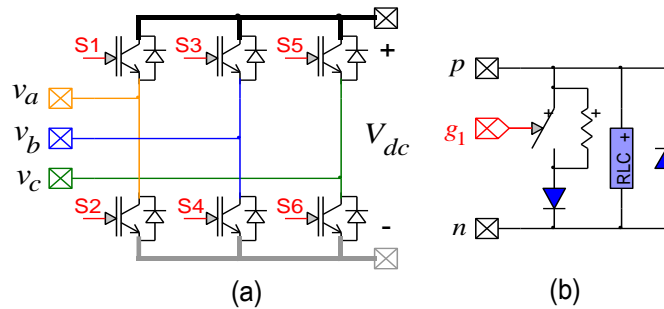 S1 S3 S5
+
v_a
v_b
v_c
V_dc
S2 S4 S6
-
(a)
p
g_1
+ +
RLC +
n
(b)